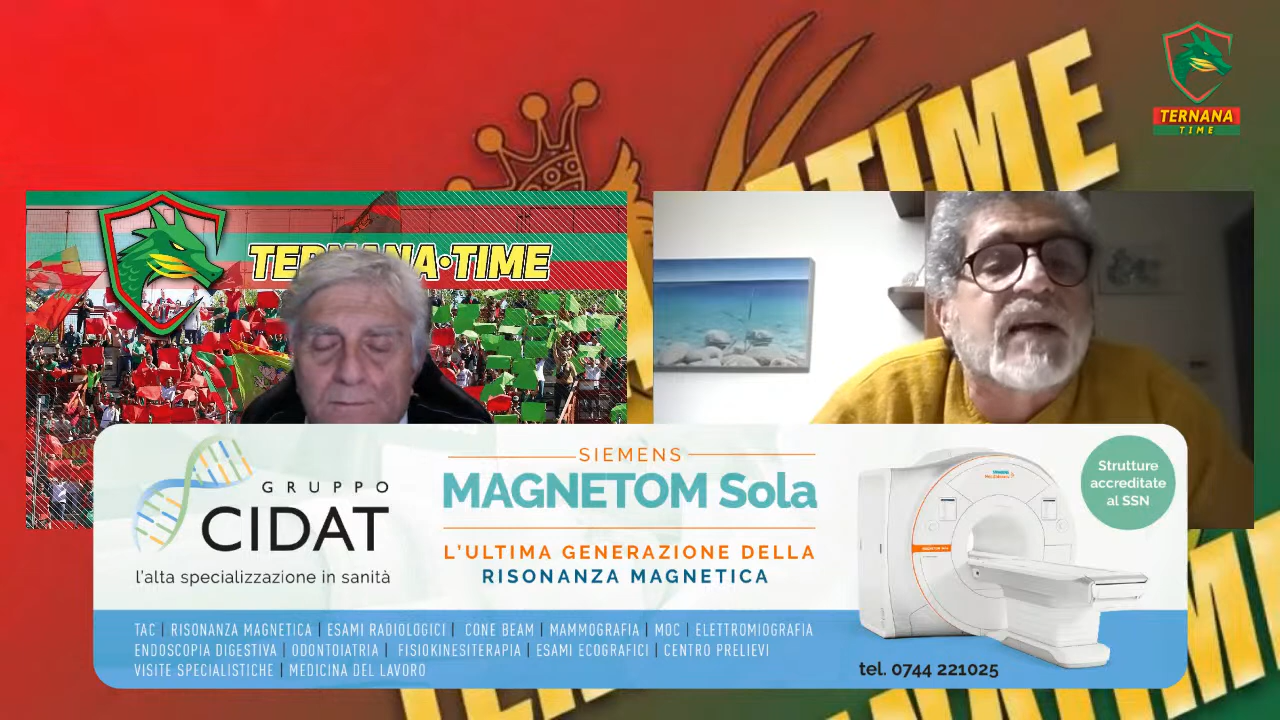 TIME
TERNANA
TIME
TERNANA•TIME
GRUPPO
CIDAT
l'alta specializzazione in sanità
SIEMENS
MAGNETOM Sola
L'ULTIMA GENERAZIONE DELLA
RISONANZA MAGNETICA
Strutture
accreditate
al SSN
TAC | RISONANZA MAGNETICA | ESAMI RADIOLOGICI | CONE BEAM | MAMMOGRAFIA | MOC | ELETTROMIOGRAFIA
ENDOSCOPIA DIGESTIVA | ODONTOIATRIA | FISIOKINESITERAPIA | ESAMI ECOGRAFICI | CENTRO PRELIEVI
VISITE SPECIALISTICHE | MEDICINA DEL LAVORO
tel. 0744 221025